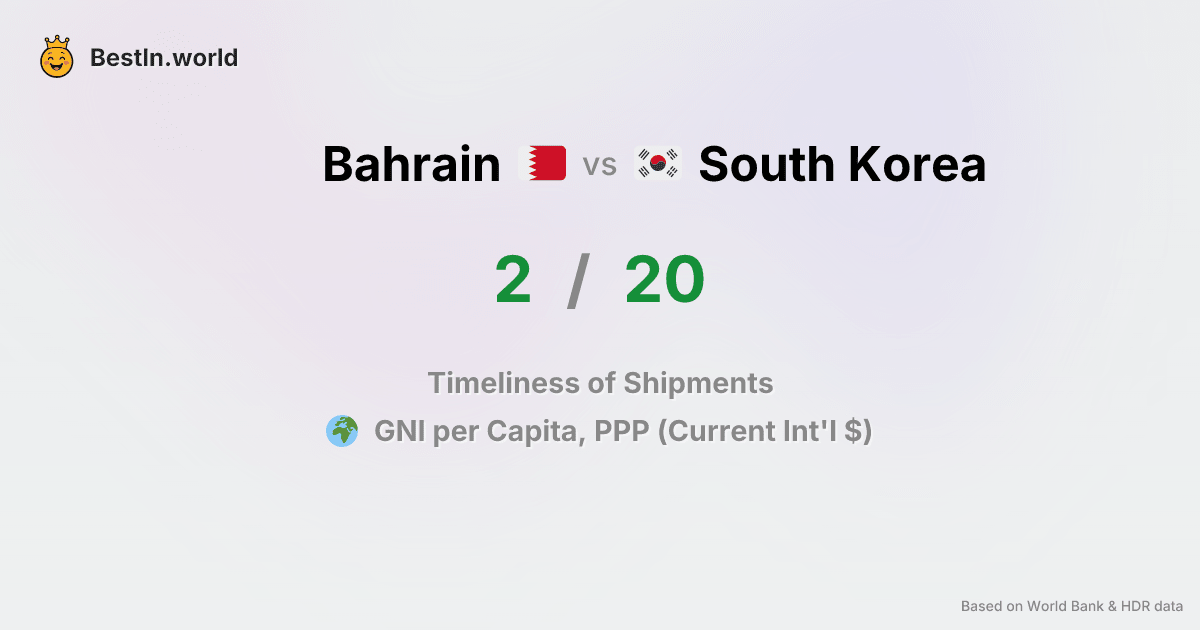 BestIn.world
Bahrain vs South Korea
2 / 20
Timeliness of Shipments
GNI per Capita, PPP (Current Int'l $)
Based on World Bank & HDR data